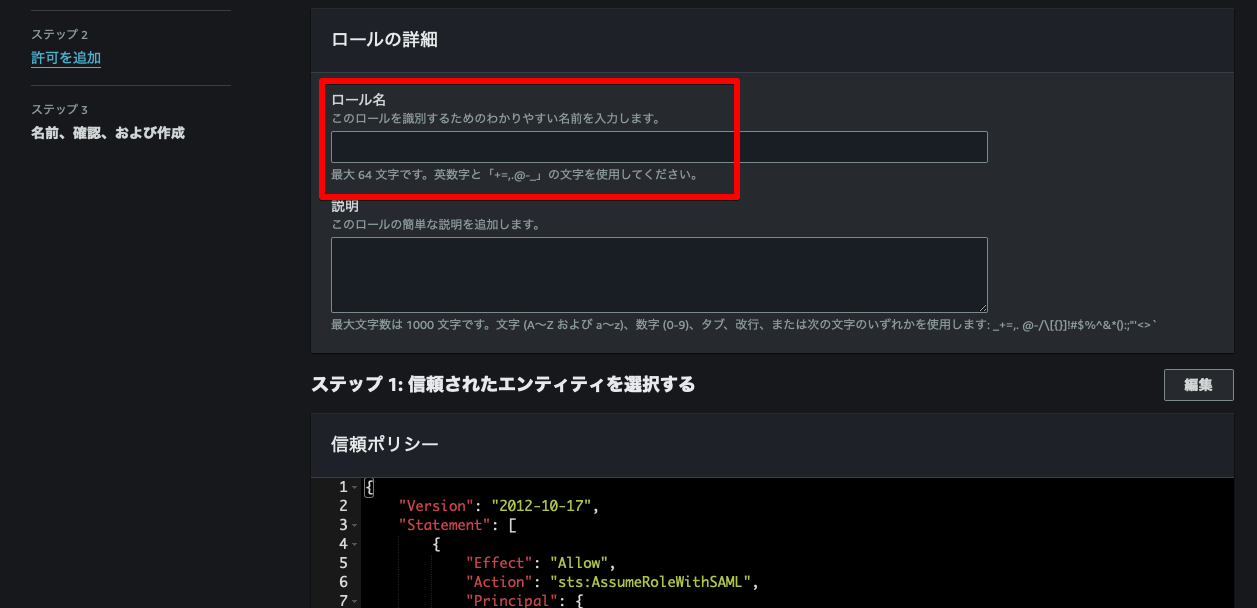 ステップ 2
許可を追加
ステップ 3
名前、確認、および作成
ロールの詳細
ロール名
このロールを識別するためのわかりやすい名前を入力します。
最大 64 文字です。英数字と「+=,.@-_」の文字を使用してください。
説明
このロールの簡単な説明を追加します。
最大文字数は 1000 文字です。文字 (A〜Z および a〜z)、数字 (0-9)、タブ、改行、または次の文字のいずれかを使用します: _+=,. @-/\[{}]!#$%^&*();:"'<>`
ステップ 1: 信頼されたエンティティを選択する
編集
信頼ポリシー
1 {
2 "Version": "2012-10-17",
3 "Statement": [
4 {
5 "Effect": "Allow",
6 "Action": "sts:AssumeRoleWithSAML",
7 "Principal": {